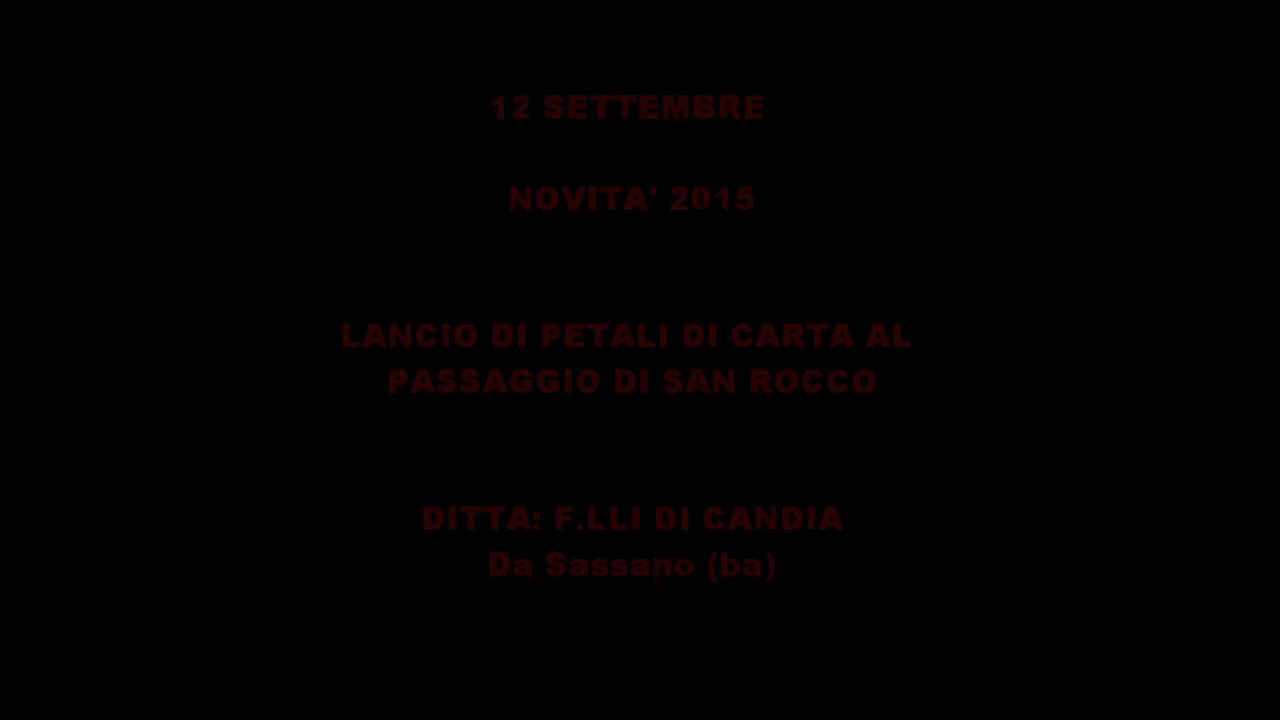 12 SETTEMBRE
NOVITA' 2015
LANCIO DI PETALI DI CARTA AL
PASSAGGIO DI SAN ROCCO
DITTA: F.LLI DI CANDIA
Da Sassano (ba)